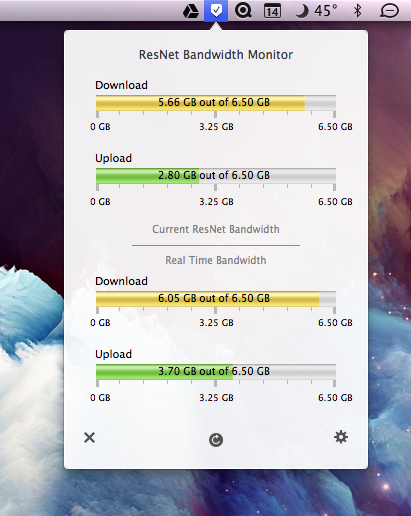 14
45°
ResNet Bandwidth Monitor
Download
5.66 GB out of 6.50 GB
0 GB 3.25 GB 6.50 GB
Upload
2.80 GB out of 6.50 GB
0 GB 3.25 GB 6.50 GB
Current ResNet Bandwidth
Real Time Bandwidth
Download
6.05 GB out of 6.50 GB
0 GB 3.25 GB 6.50 GB
Upload
3.70 GB out of 6.50 GB
0 GB 3.25 GB 6.50 GB